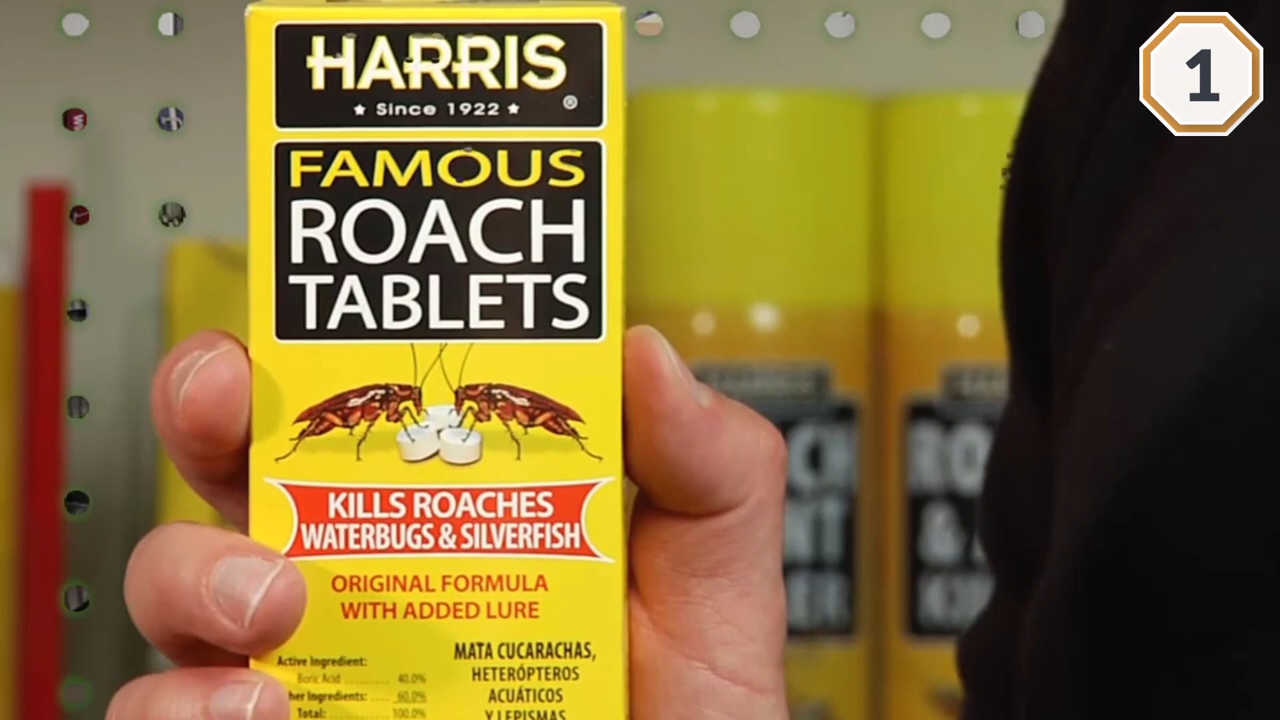 HARRIS
★ Since 1922 ★
®
FAMOUS
ROACH
TABLETS
KILLS ROACHES
WATERBUGS & SILVERFISH
ORIGINAL FORMULA
WITH ADDED LURE
Active Ingredient:
Boric Acid ........... 40.0%
Ingredients: .... 60.0%
Total: ............ 100.0%
MATA CUCARACHAS,
HETERÓPTEROS
ACUÁTICOS
Y LEPISMAS
1